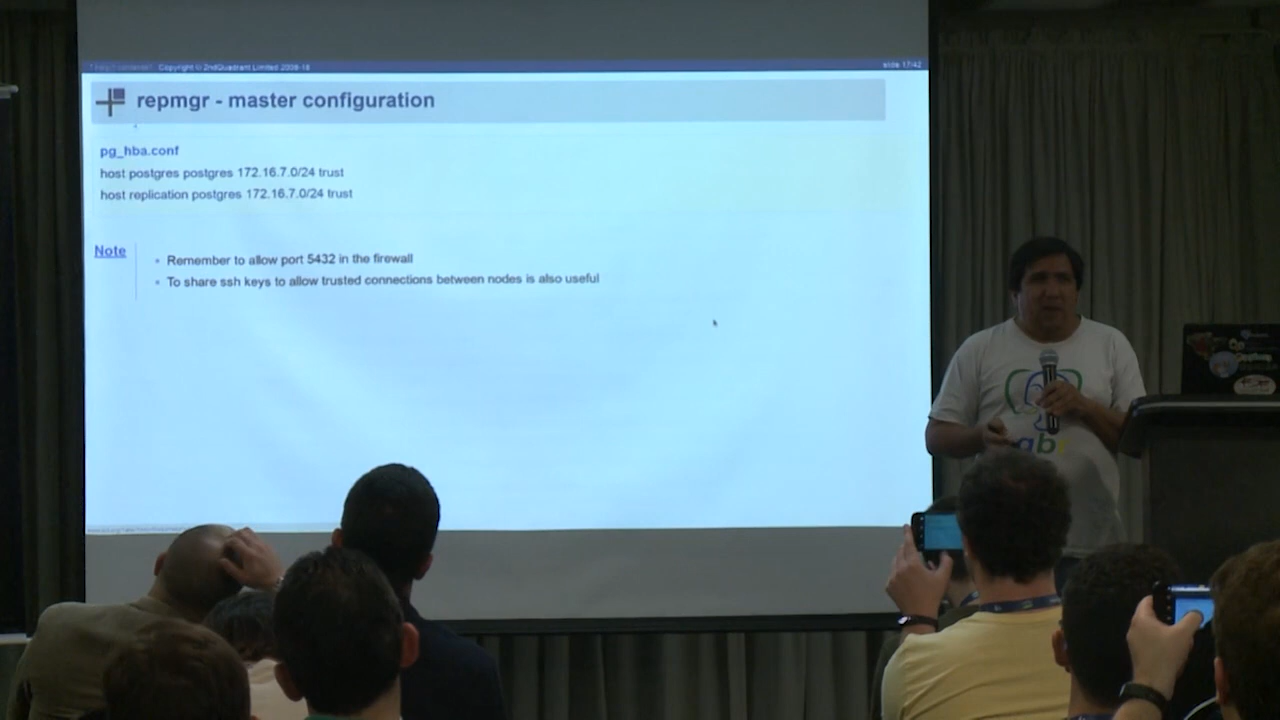 Copyright © 2ndQuadrant Limited 2009-16
slide 17/42
repmgr - master configuration
pg_hba.conf
host postgres postgres 172.16.7.0/24 trust
host replication postgres 172.16.7.0/24 trust
Note
Remember to allow port 5432 in the firewall
To share ssh keys to allow trusted connections between nodes is also useful